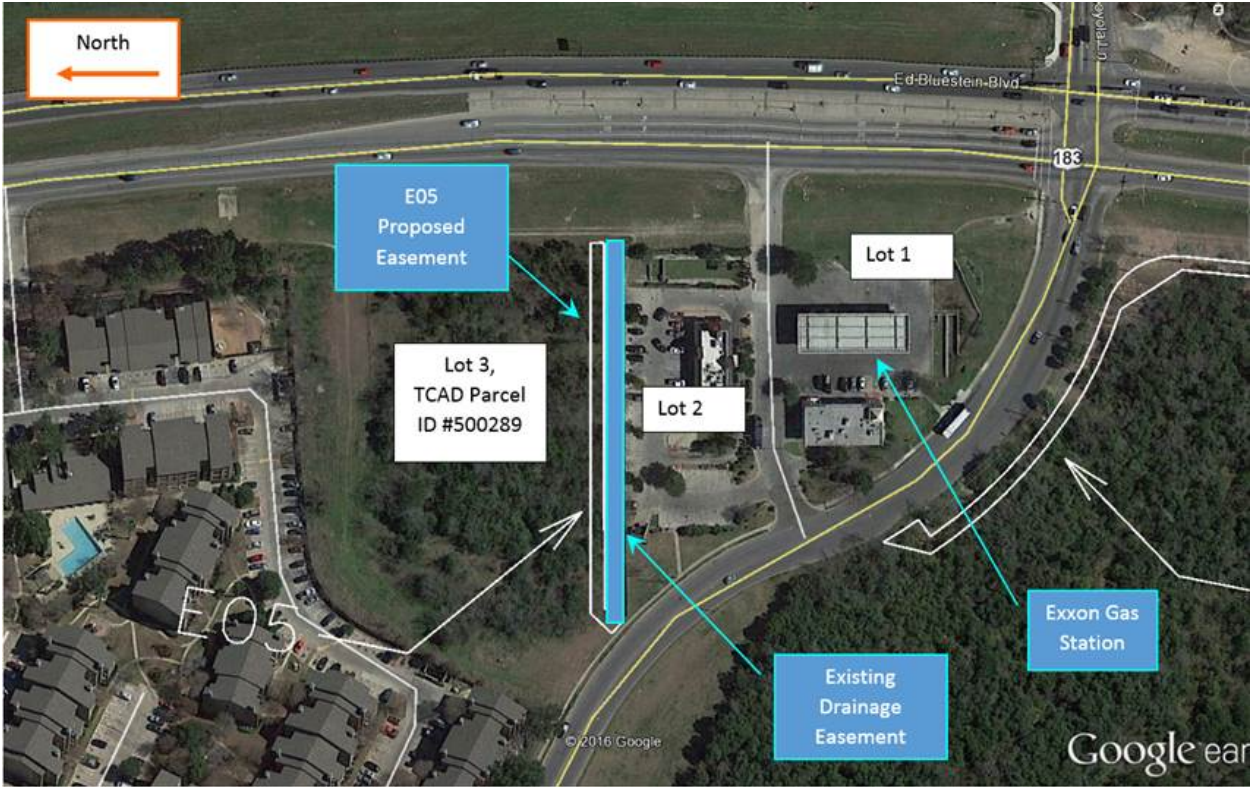 North
Ed Bluestein Blvd
183
E05
Proposed
Easement
Lot 1
Lot 3,
TCAD Parcel
ID #500289
Lot 2
E05
Exxon Gas
Station
Existing
Drainage
Easement
© 2016 Google
Google ear